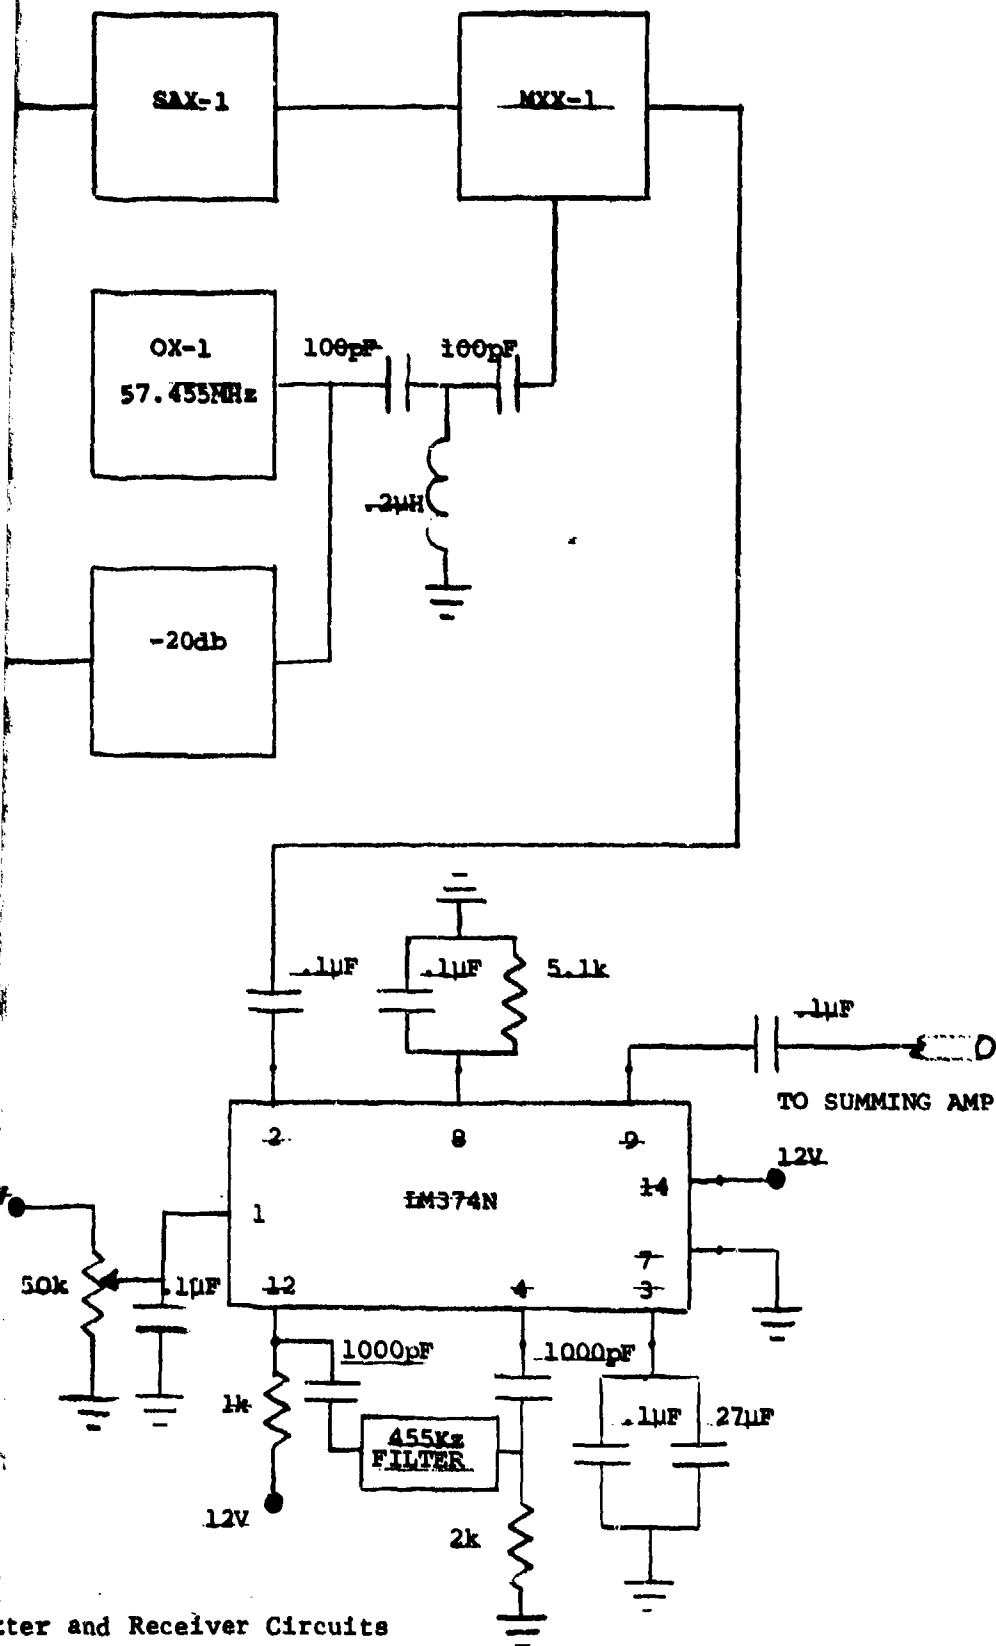 SAX-1
MXX-1
OX-1
57.455MHz
100pF
100pF
.2µH
-20db
.1µF
.1µF
5.1k
.1µF
TO SUMMING AMP
2
8
9
12V
14
LM374N
1
7
50k
.1µF
12
4
3
1000pF
1000pF
1k
455Kz
FILTER
.1µF
27µF
12V
2k
tter and Receiver Circuits